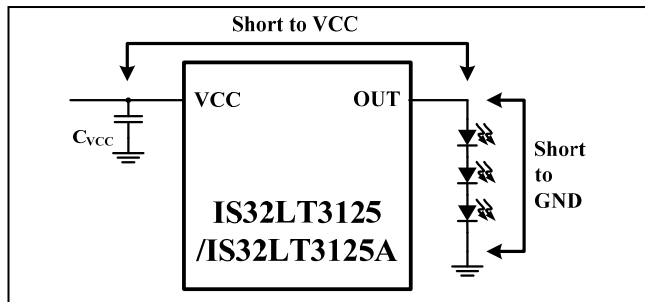 Short to VCC
VCC
OUT
CVCC
Short
to
GND
IS32LT3125
/IS32LT3125A